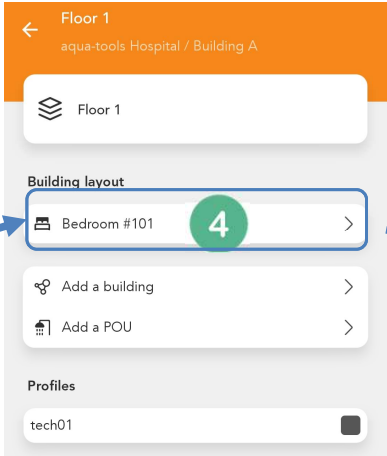 Floor 1
aqua-tools Hospital / Building A
Floor 1
Building layout
Bedroom #101
4
Add a building
Add a POU
Profiles
tech01